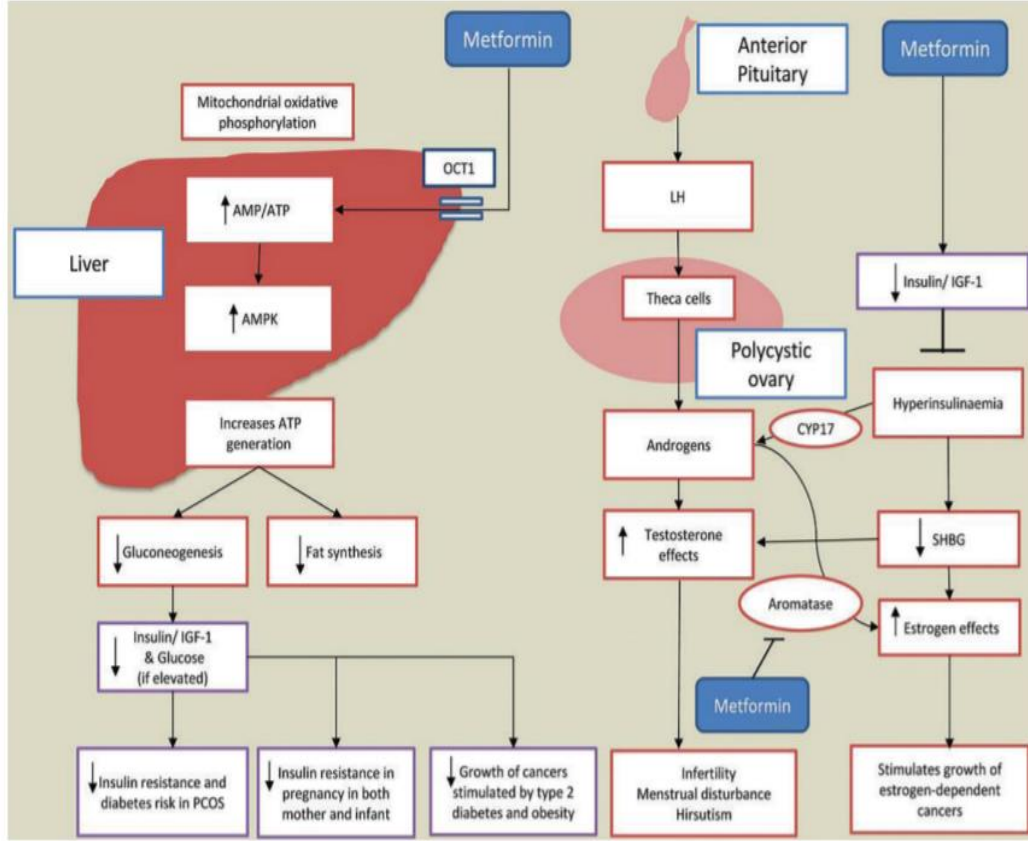 Metformin
Mitochondrial oxidative
phosphorylation
OCT1
↑ AMP/ATP
Liver
↑ AMPK
Increases ATP
generation
↓ Gluconeogenesis
↓ Fat synthesis
↓ Insulin/ IGF-1
& Glucose
(if elevated)
↓ Insulin resistance and
diabetes risk in PCOS
↓ Insulin resistance in
pregnancy in both
mother and infant
↓ Growth of cancers
stimulated by type 2
diabetes and obesity
Anterior
Pituitary
LH
Theca cells
Polycystic
ovary
Androgens
↑ Testosterone
effects
Infertility
Menstrual disturbance
Hirsutism
Metformin
↓ Insulin/ IGF-1
Hyperinsulinaemia
CYP17
↓ SHBG
Aromatase
↑ Estrogen effects
Metformin
Stimulates growth of
estrogen-dependent
cancers